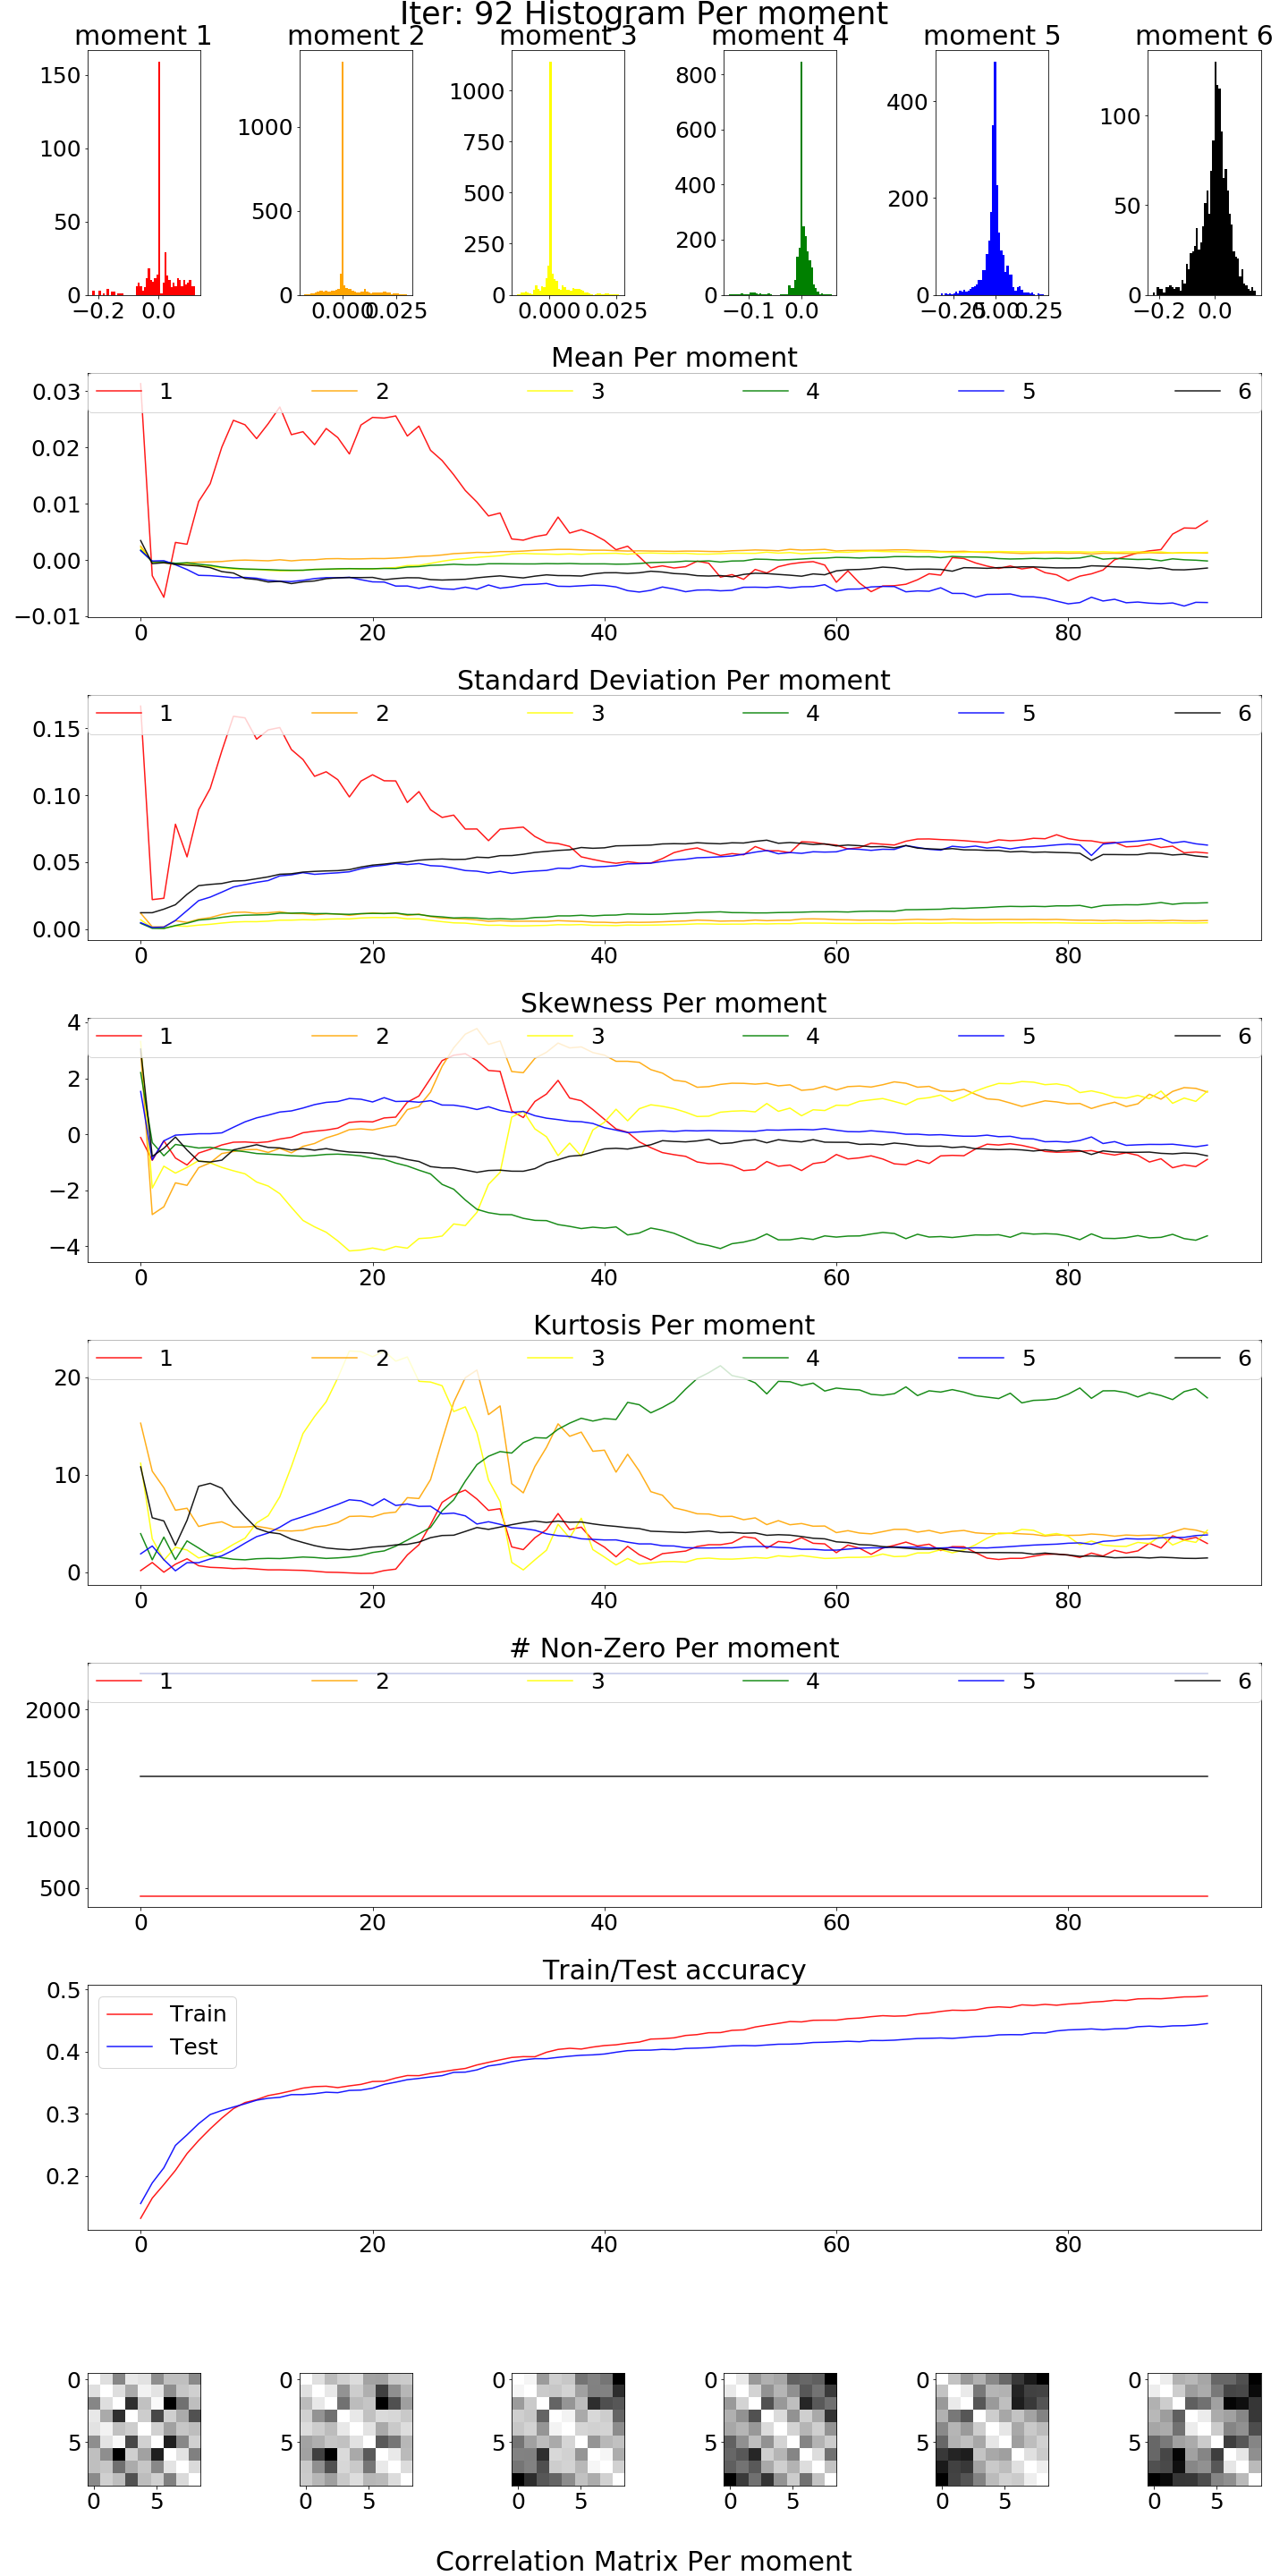 Iter: 92 Histogram Per moment
moment 1 moment 2 moment 3 moment 4 moment 5 moment 6
150
100
50
0
−0.2 0.0
1000
500
0
0.000 0.025
1000
750
500
250
0
0.000 0.025
800
600
400
200
0
−0.1 0.0
400
200
0
−0.25 0.00 0.25
100
50
0
−0.2 0.0
Mean Per moment
1 2 3 4 5 6
0.03
0.02
0.01
0.00
−0.01
0 20 40 60 80
Standard Deviation Per moment
1 2 3 4 5 6
0.15
0.10
0.05
0.00
0 20 40 60 80
Skewness Per moment
1 2 3 4 5 6
4
2
0
−2
−4
0 20 40 60 80
Kurtosis Per moment
1 2 3 4 5 6
20
10
0
0 20 40 60 80
# Non-Zero Per moment
1 2 3 4 5 6
2000
1500
1000
500
0 20 40 60 80
Train/Test accuracy
Train
Test
0.5
0.4
0.3
0.2
0 20 40 60 80
0 0 0 0 0 0
5 5 5 5 5 5
0 5 0 5 0 5 0 5 0 5 0 5
Correlation Matrix Per moment